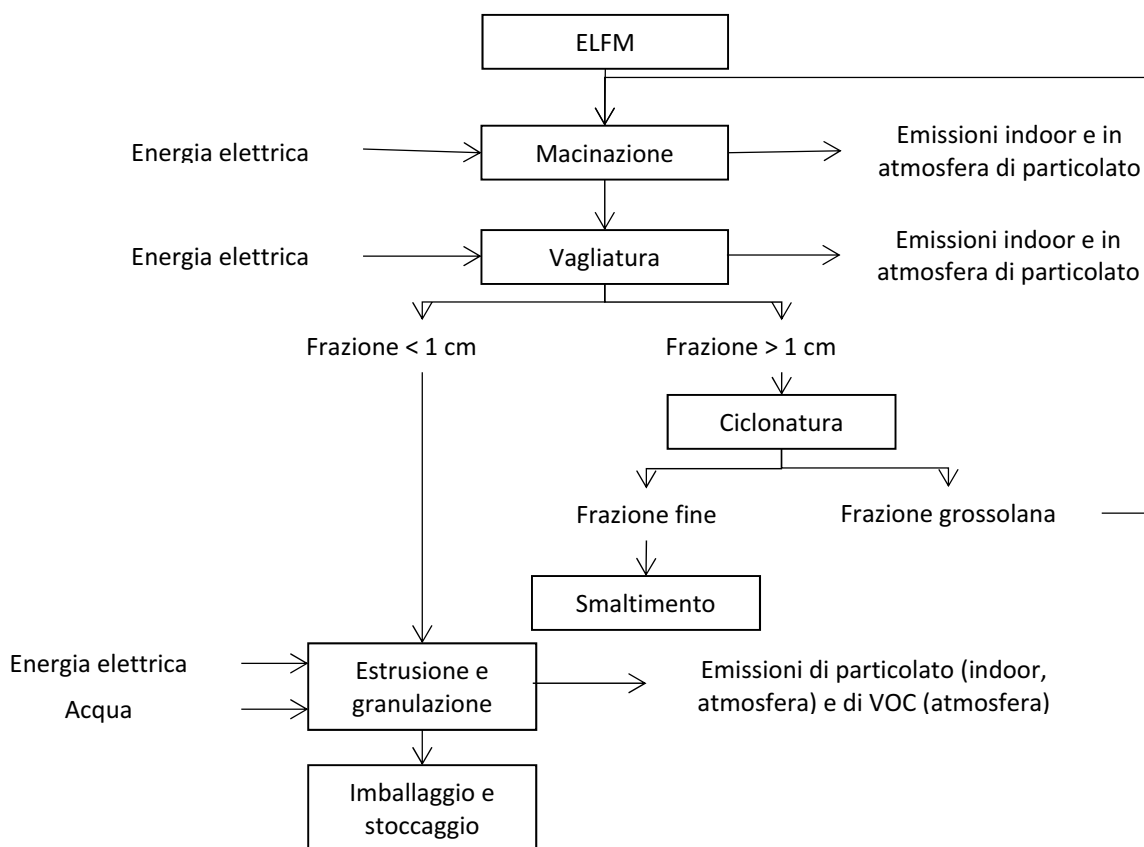 ELFM
Energia elettrica
Macinazione
Emissioni indoor e in
atmosfera di particolato
Energia elettrica
Vagliatura
Emissioni indoor e in
atmosfera di particolato
Frazione < 1 cm
Frazione > 1 cm
Ciclonatura
Frazione fine
Frazione grossolana
Smaltimento
Energia elettrica
Acqua
Estrusione e
granulazione
Emissioni di particolato (indoor,
atmosfera) e di VOC (atmosfera)
Imballaggio e
stoccaggio